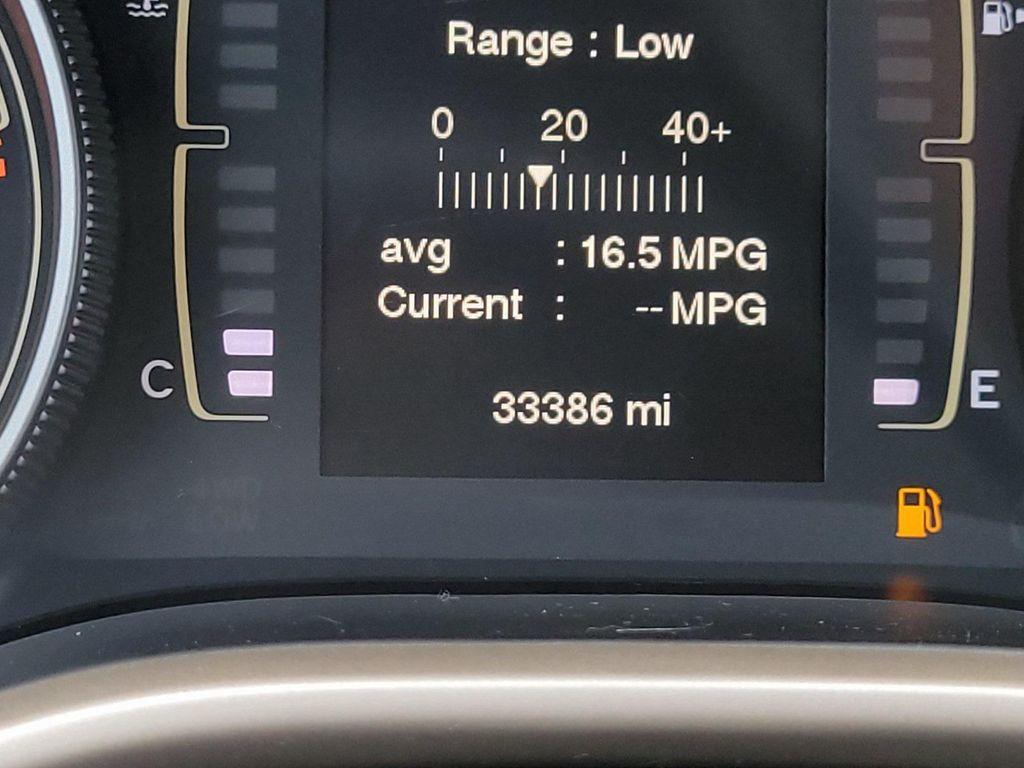 Range : Low
0 20 40+
avg : 16.5 MPG
Current : -- MPG
C
E
33386 mi